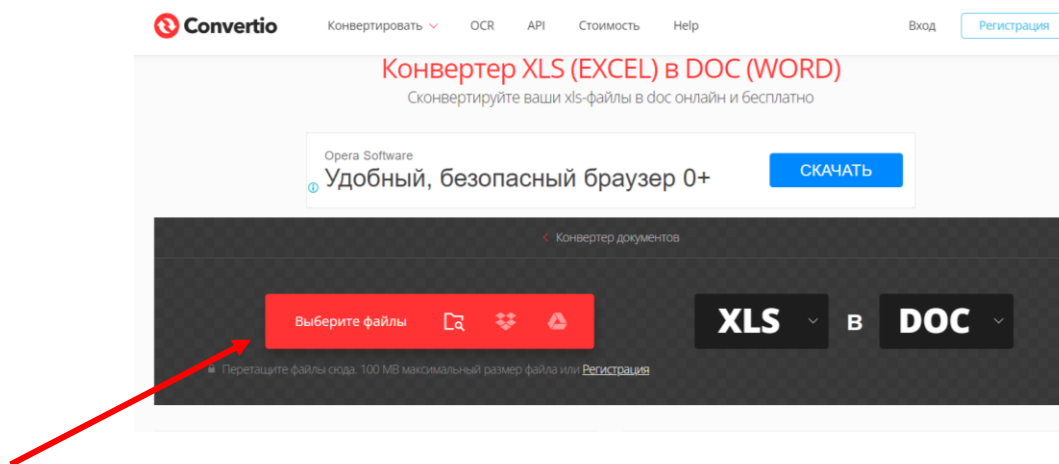 Convertio Конвертировать OCR API Стоимость Help Вход Регистрация
Конвертер XLS (EXCEL) в DOC (WORD)
Сконвертируйте ваши xls-файлы в doc онлайн и бесплатно
Opera Software
Удобный, безопасный браузер 0+
СКАЧАТЬ
Конвертер документов
Выберите файлы
XLS в DOC
Перетащите файлы сюда. 100 MB максимальный размер файла или Регистрация